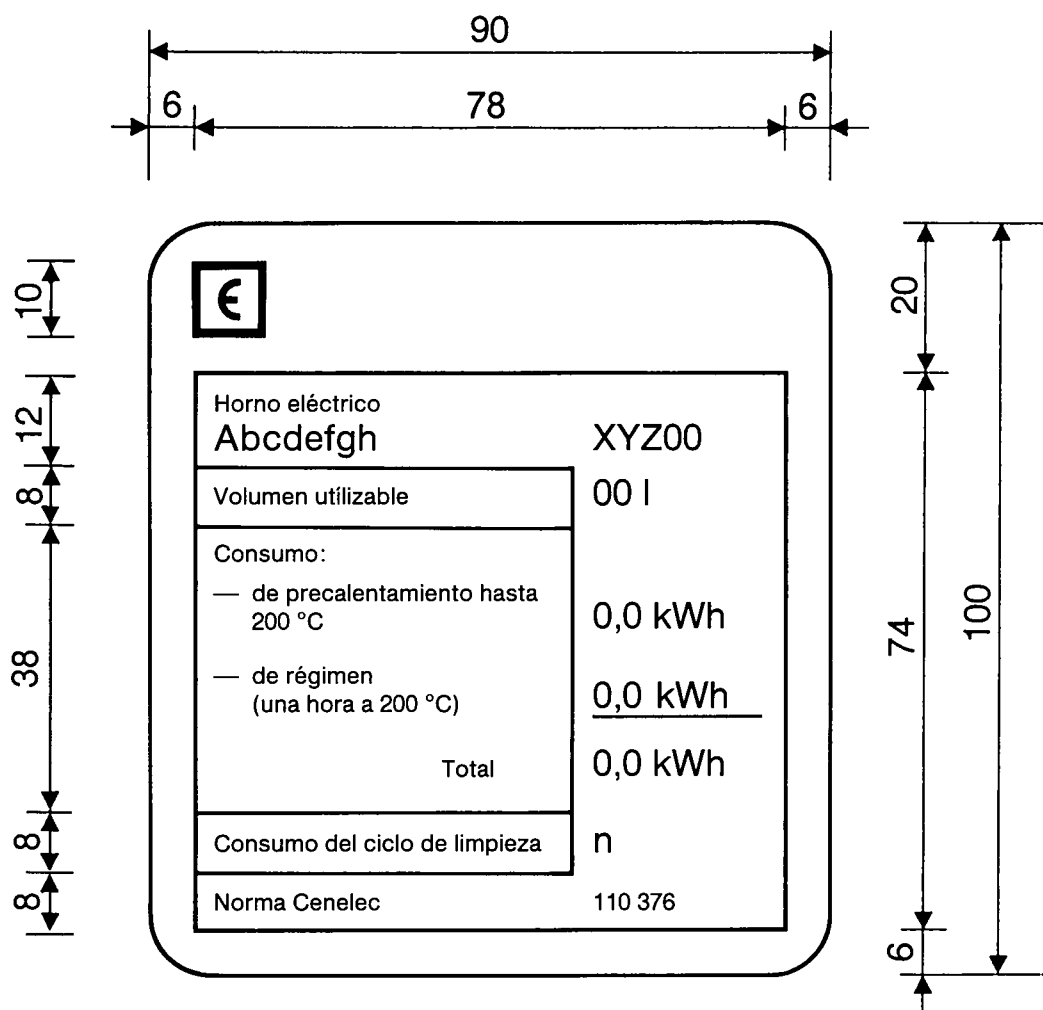 90
6 78 6
10
20
Є
Horno eléctrico
Abcdefgh XYZ00
12
Volumen utílizable 00 l
8
Consumo:
— de precalentamiento hasta
200 °C 0,0 kWh
38
74
100
— de régimen
(una hora a 200 °C) 0,0 kWh
Total 0,0 kWh
Consumo del ciclo de limpieza n
8
Norma Cenelec 110 376
8
6